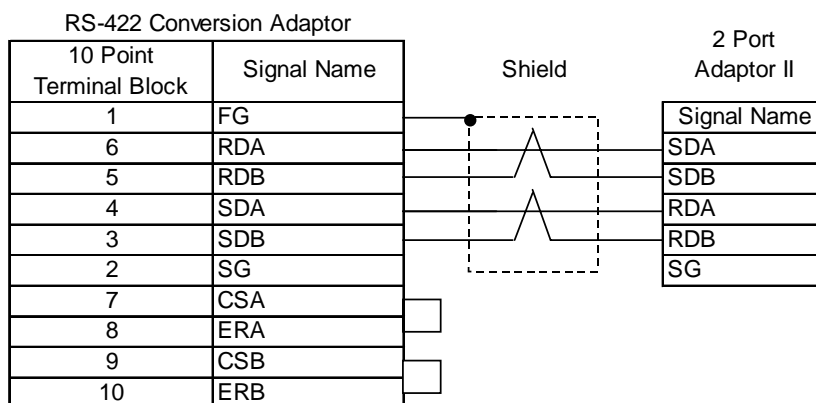 RS-422 Conversion Adaptor
10 Point
Terminal Block
Signal Name
Shield
2 Port
Adaptor II
1 FG
Signal Name
6 RDA
SDA
5 RDB
SDB
4 SDA
RDA
3 SDB
RDB
2 SG
SG
7 CSA
8 ERA
9 CSB
10 ERB